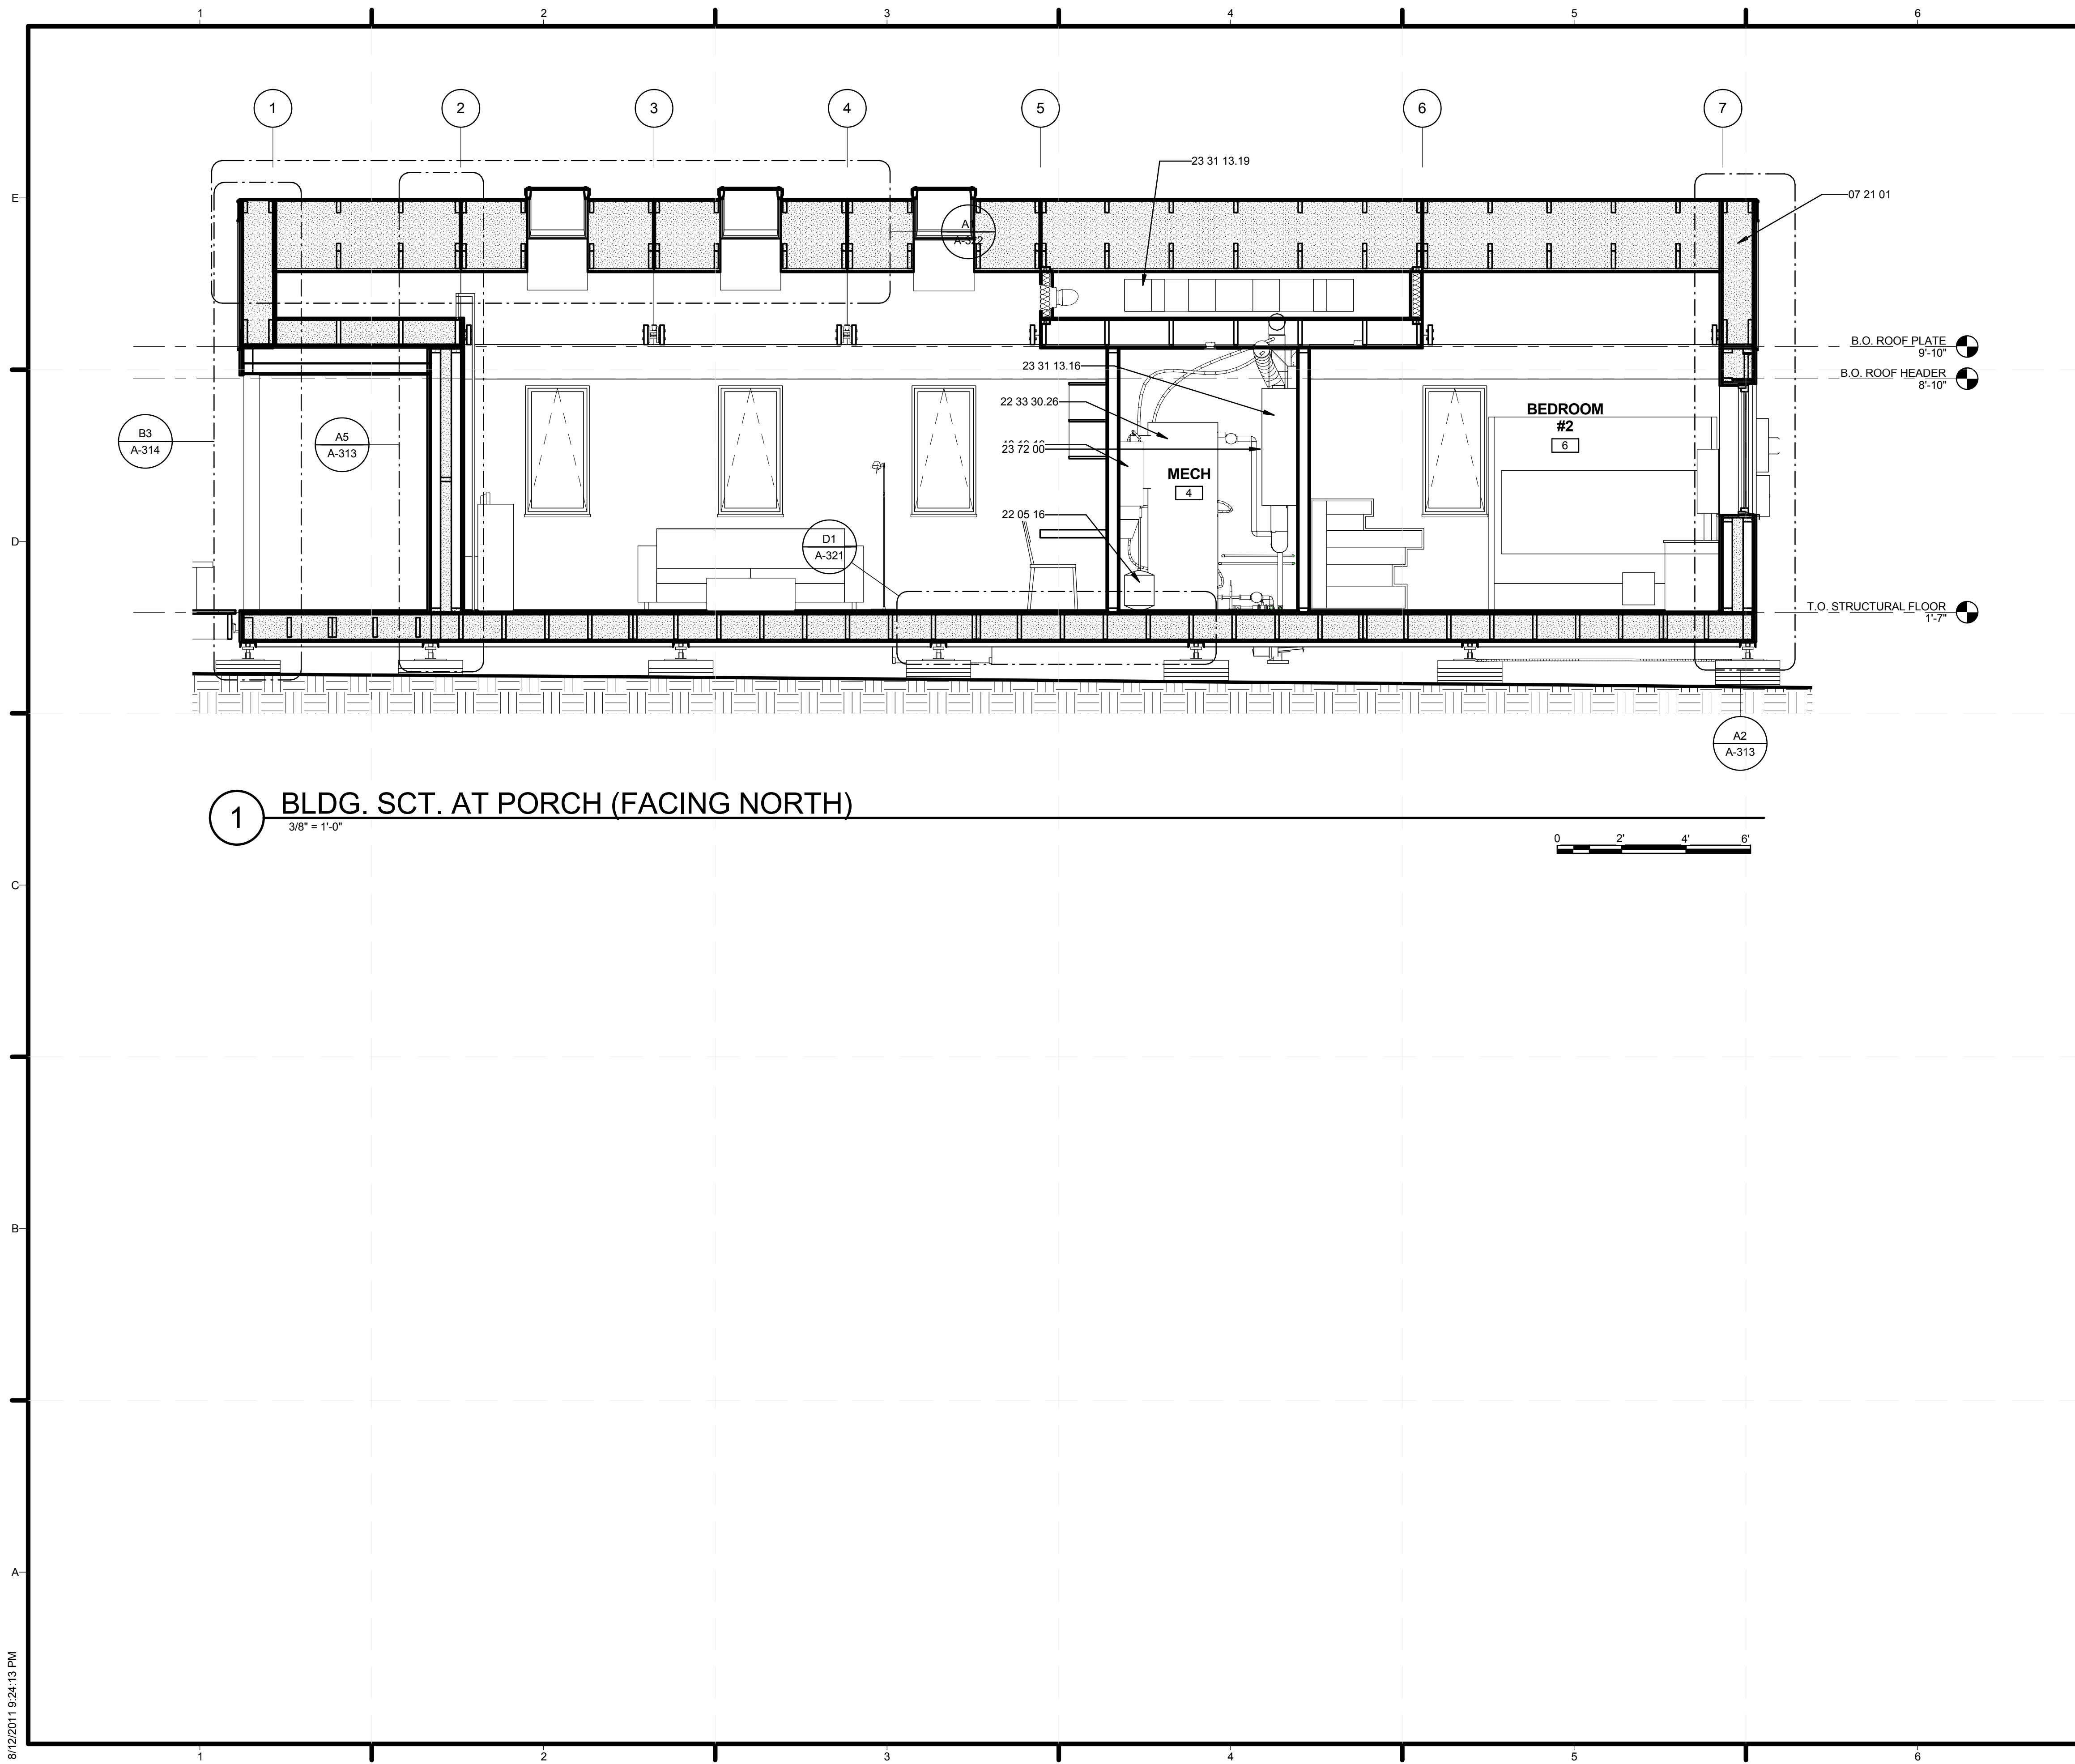 1 2 3 4 5 6
1 2 3 4 5 6 7
23 31 13.19
07 21 01
E
A-322
B.O. ROOF PLATE
9'-10"
23 31 13.16
B.O. ROOF HEADER
8'-10"
22 33 30.26
BEDROOM
#2
6
B3
A-314
A5
A-313
23 72 00
MECH
4
22 05 16
D
D1
A-321
T.O. STRUCTURAL FLOOR
1'-7"
A2
A-313
1
BLDG. SCT. AT PORCH (FACING NORTH)
3/8" = 1'-0"
0 2' 4' 6'
C
B
A
8/12/2011 9:24:13 PM
1 2 3 4 5 6